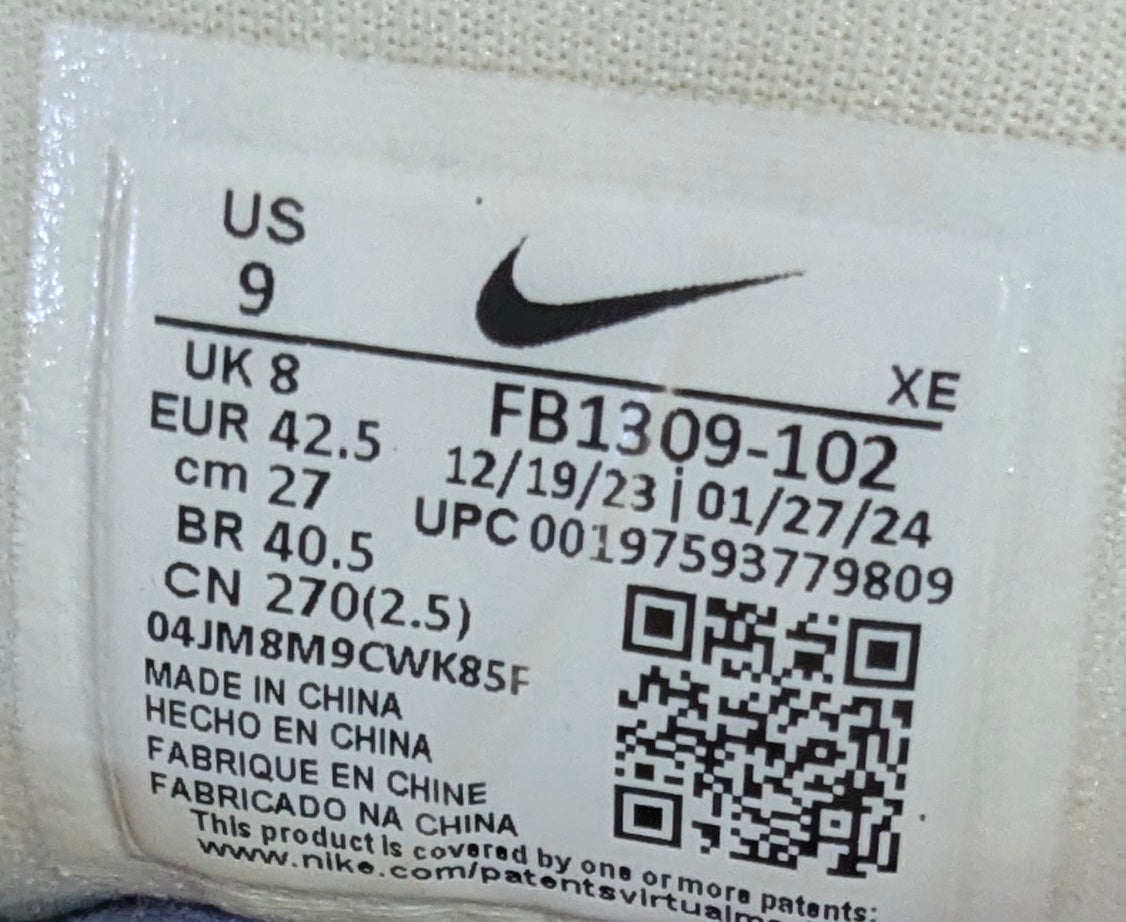 US
9
XE
UK 8
EUR 42.5
cm 27
BR 40.5
CN 270(2.5)
FB1309-102
12/19/23 | 01/27/24
UPC 00197593779809
04JM8M9CWK85F
MADE IN CHINA
HECHO EN CHINA
FABRIQUE EN CHINE
FABRICADO NA CHINA
This product is covered by one or more patents: